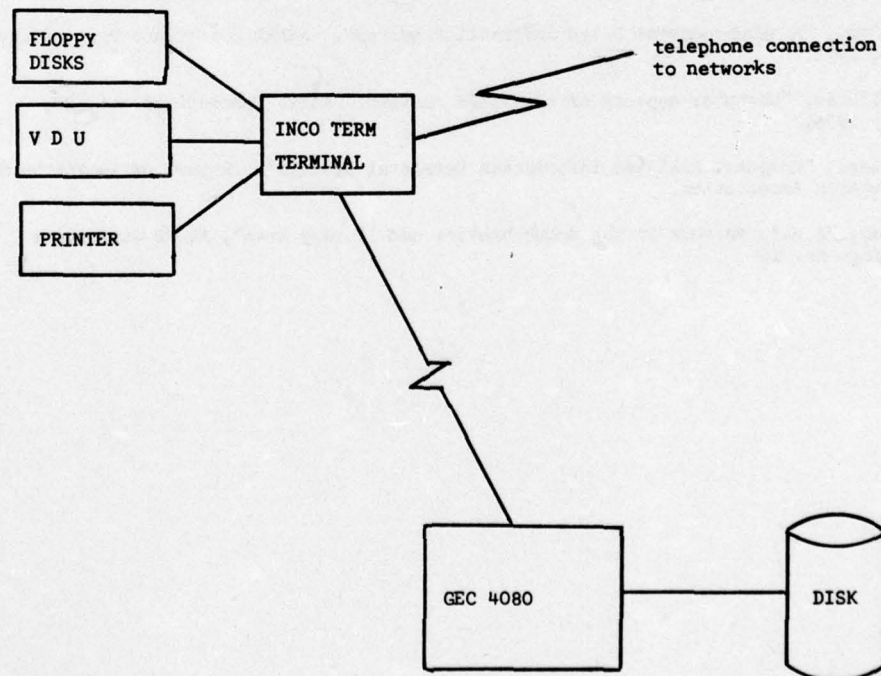 FLOPPY
DISKS
V D U
PRINTER
INCO TERM
TERMINAL
telephone connection
to networks
GEC 4080
DISK